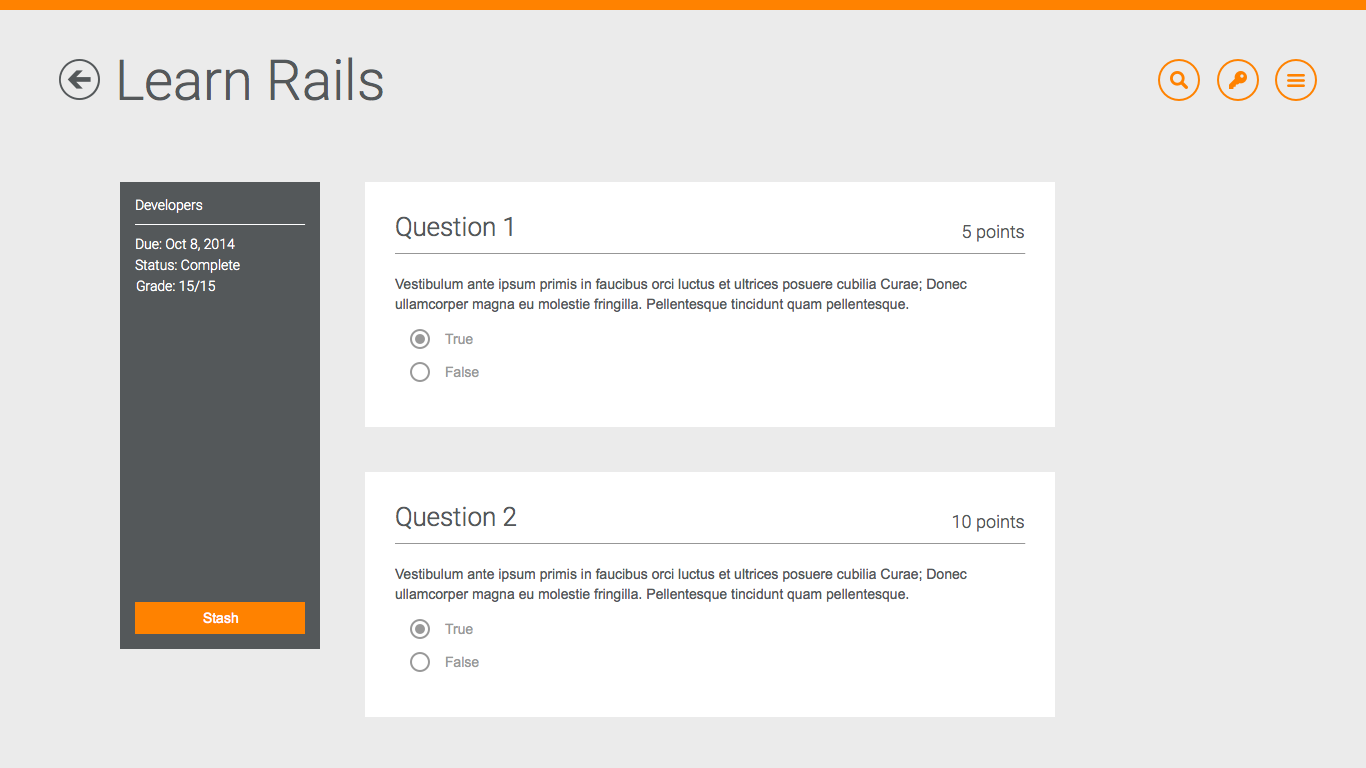 Learn Rails
Developers
Due: Oct 8, 2014
Status: Complete
Grade: 15/15
Stash
Question 1
5 points
Vestibulum ante ipsum primis in faucibus orci luctus et ultrices posuere cubilia Curae; Donec
ullamcorper magna eu molestie fringilla. Pellentesque tincidunt quam pellentesque.
True
False
Question 2
10 points
Vestibulum ante ipsum primis in faucibus orci luctus et ultrices posuere cubilia Curae; Donec
ullamcorper magna eu molestie fringilla. Pellentesque tincidunt quam pellentesque.
True
False